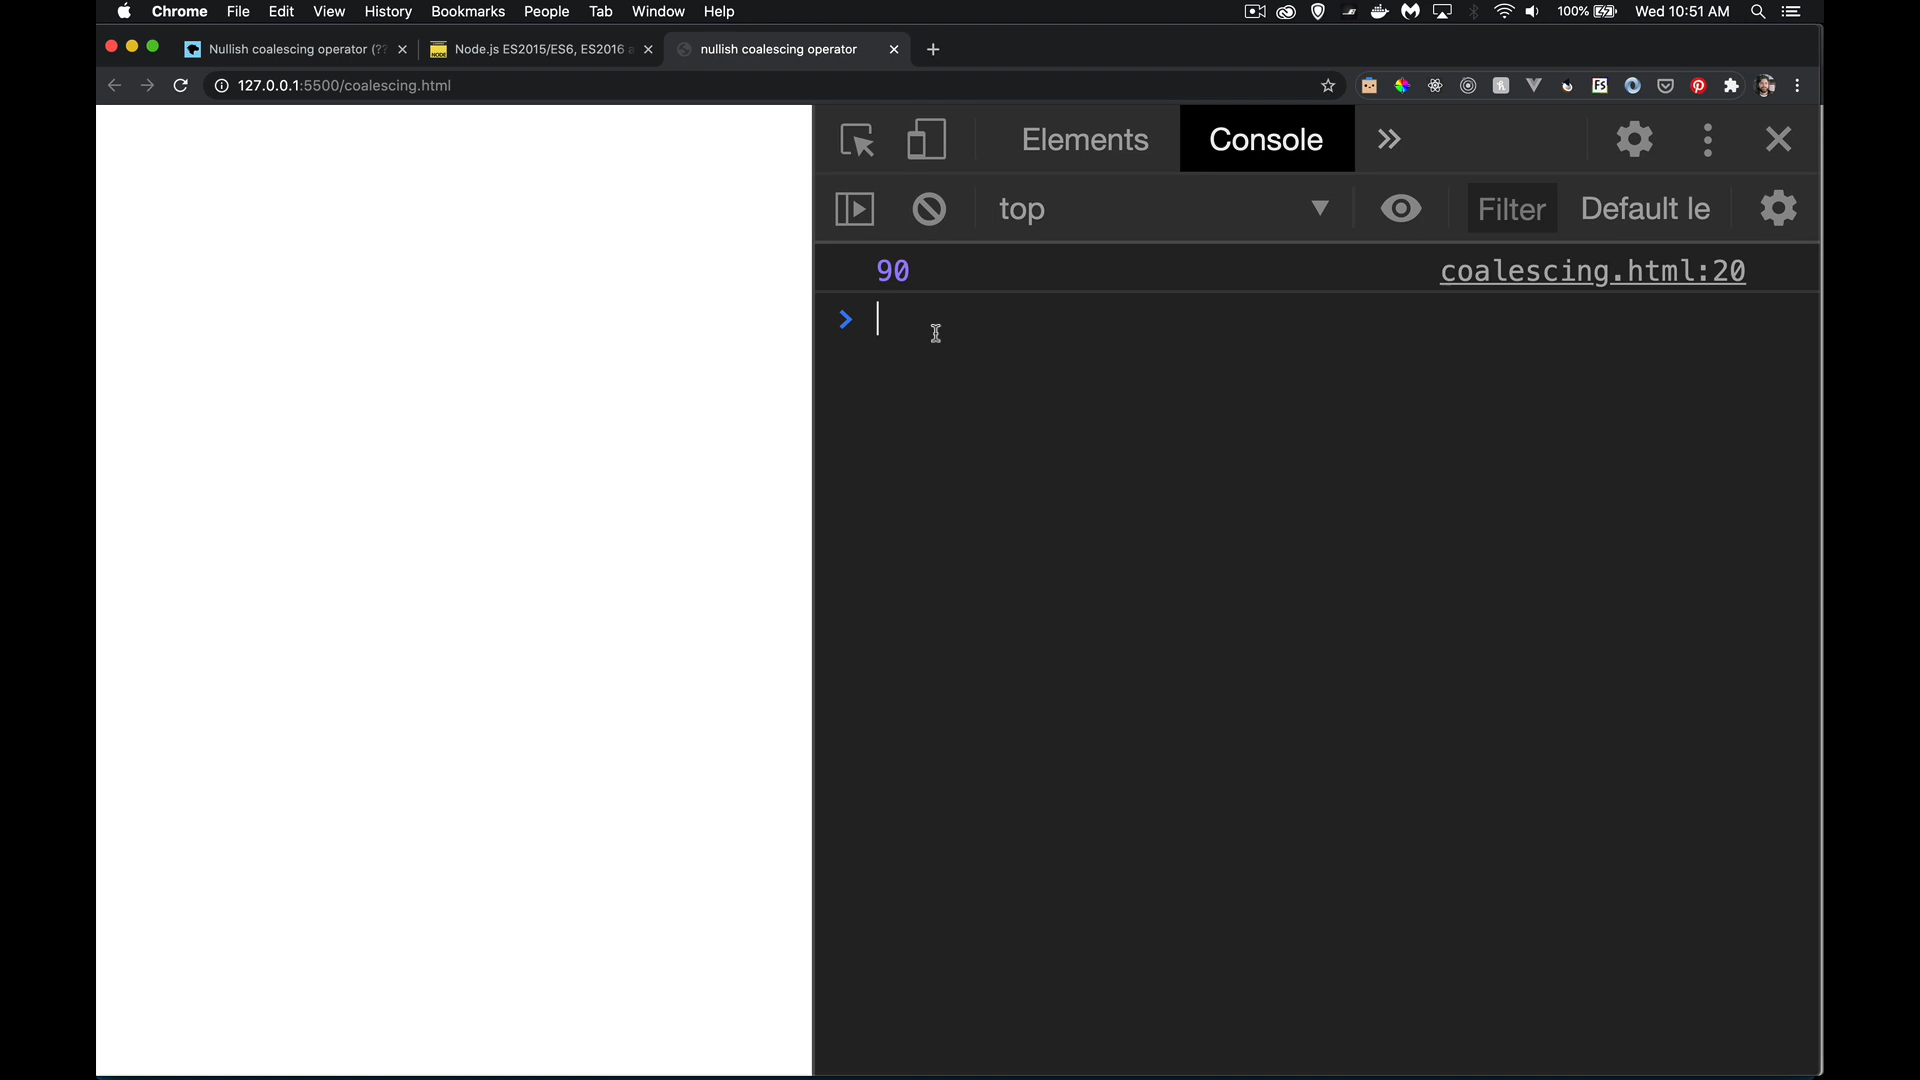 Chrome File Edit View History Bookmarks People Tab Window Help 100% Wed 10:51 AM
Nullish coalescing operator (?? Node.js ES2015/ES6, ES2016 a nullish coalescing operator
127.0.0.1:5500/coalescing.html
Elements Console
top Filter Default le
90 coalescing.html:20